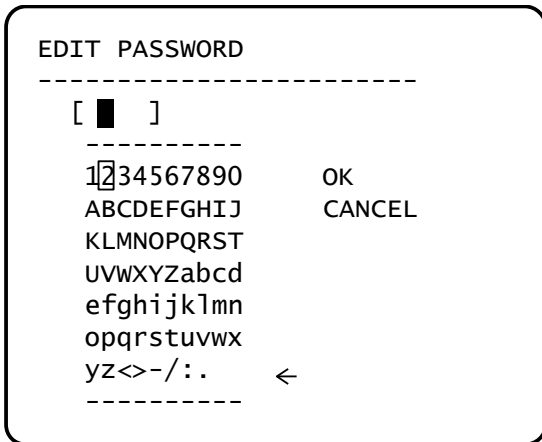 EDIT PASSWORD
------------------------
[ █ ]
----------
1234567890 OK
ABCDEFGHIJ CANCEL
KLMNOPQRST
UVWXYZabcd
efghijklmn
opqrstuvwx
yz<>-/:. ←
----------